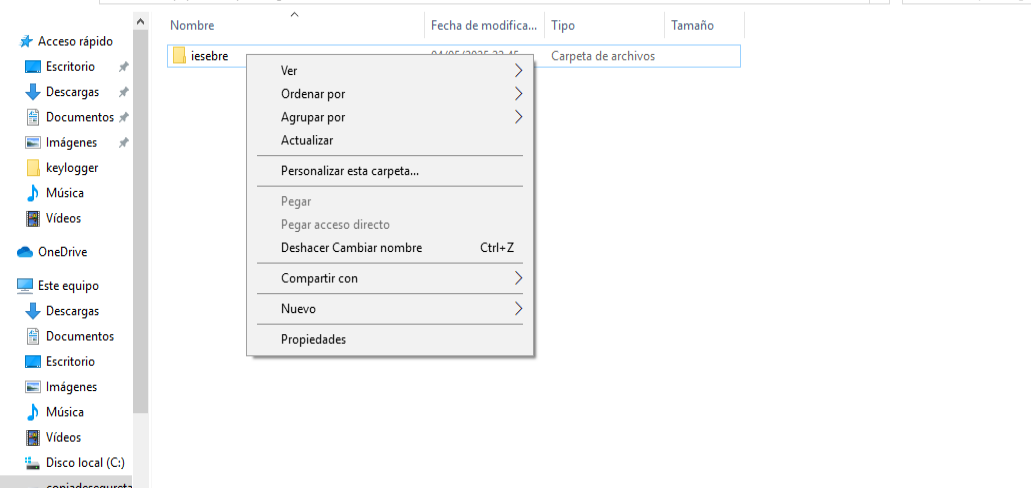 Nombre
Fecha de modifica...
Tipo
Tamaño
Acceso rápido
Escritorio
Descargas
Documentos
Imágenes
keylogger
Música
Vídeos
OneDrive
Este equipo
Descargas
Documentos
Escritorio
Imágenes
Música
Vídeos
Disco local (C:)
iesebre
Carpeta de archivos
Ver
Ordenar por
Agrupar por
Actualizar
Personalizar esta carpeta...
Pegar
Pegar acceso directo
Deshacer Cambiar nombre Ctrl+Z
Compartir con
Nuevo
Propiedades